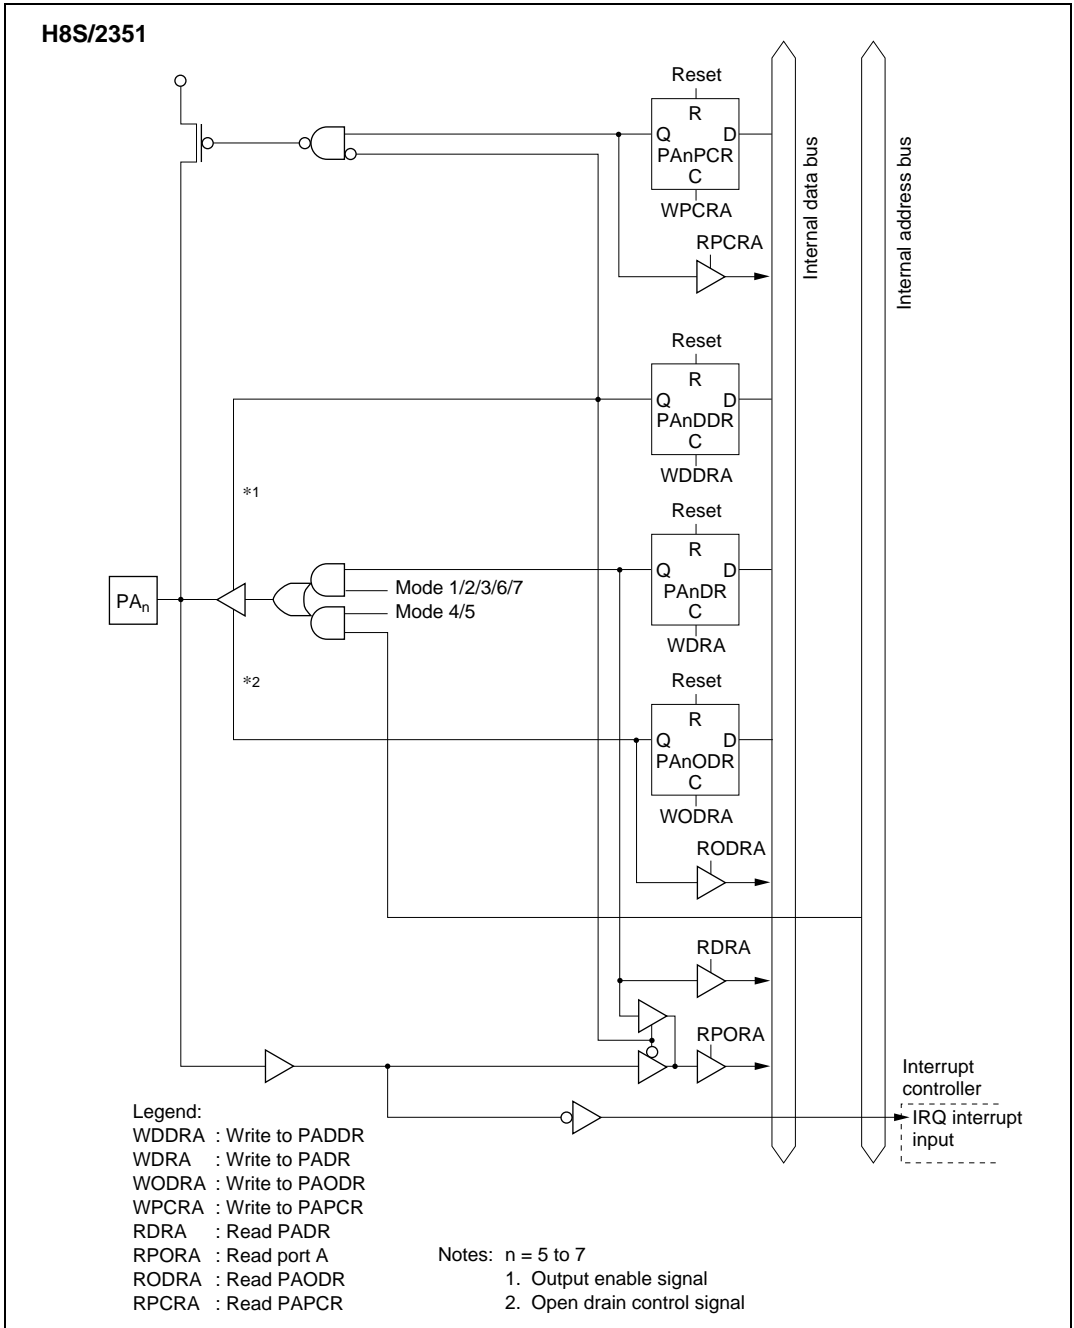 H8S/2351
Reset
R
Q D
PAnPCR
C
WPCRA
RPCRA
Internal data bus
Internal address bus
Reset
R
Q D
PAnDDR
C
WDDRA
*1
Reset
R
Q D
PAnDR
C
WDRA
Mode 1/2/3/6/7
Mode 4/5
PAn
*2
Reset
R
Q D
PAnODR
C
WODRA
RODRA
RDRA
RPORA
Interrupt
controller
IRQ interrupt
input
Legend:
WDDRA : Write to PADDR
WDRA : Write to PADR
WODRA : Write to PAODR
WPCRA : Write to PAPCR
RDRA : Read PADR
RPORA : Read port A
RODRA : Read PAODR
RPCRA : Read PAPCR
Notes: n = 5 to 7
1. Output enable signal
2. Open drain control signal